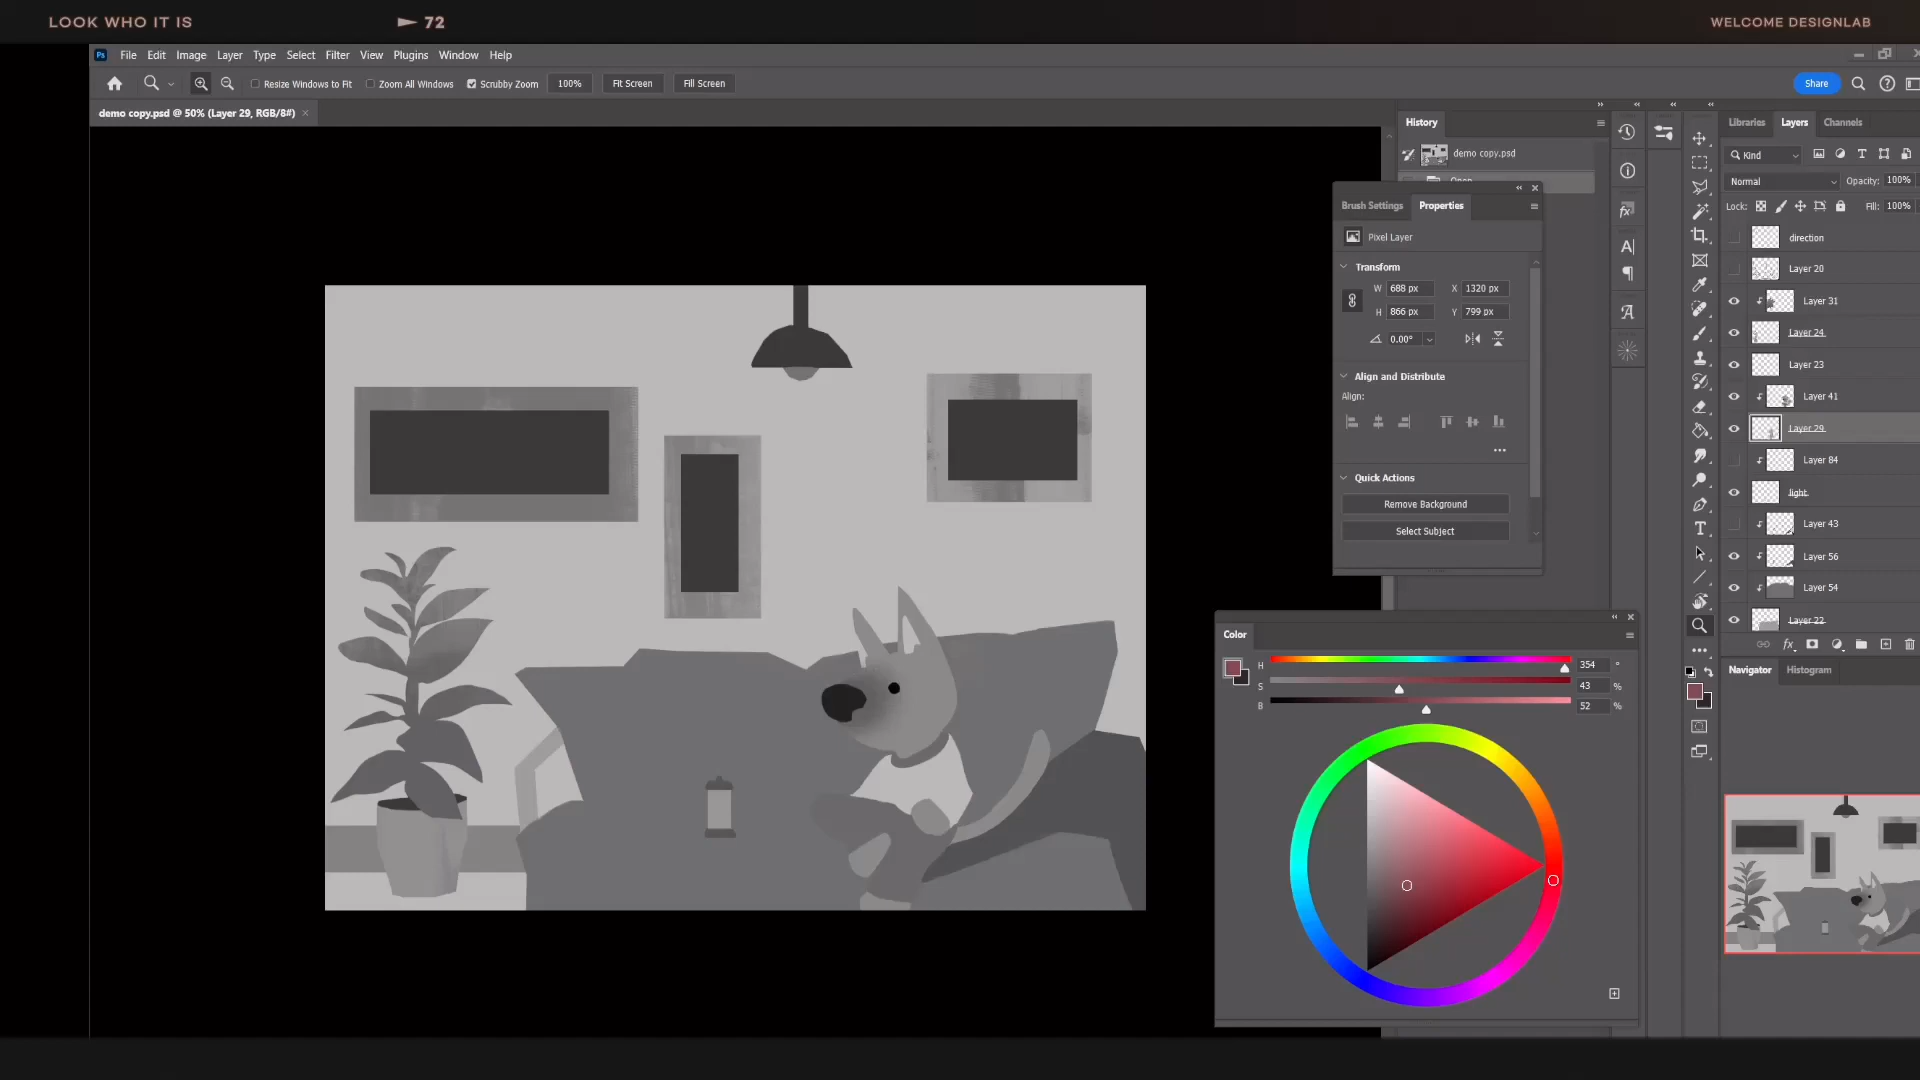 LOOK WHO IT IS
72
WELCOME DESIGNLAB
Ps File Edit Image Layer Type Select Filter View Plugins Window Help
Resize Windows to Fit Zoom All Windows Scrubby Zoom 100% Fit Screen Fill Screen Share
demo copy.psd @ 50% (Layer 29, RGB/8#)
History
demo copy.psd
Open
Brush Settings Properties
Pixel Layer
Transform
W 688 px X 1320 px
H 866 px Y 799 px
0.00°
Align and Distribute
Align:
Quick Actions
Remove Background
Select Subject
Color
H 354 °
S 43 %
B 52 %
Libraries Layers Channels
Kind
Normal Opacity: 100%
Lock: Fill: 100%
direction
Layer 20
Layer 31
Layer 24
Layer 23
Layer 41
Layer 29
Layer 84
light
Layer 43
Layer 56
Layer 54
Layer 22
Navigator Histogram